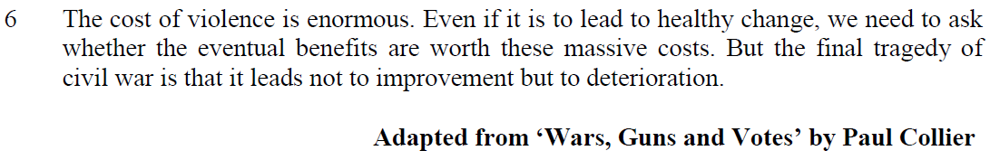 6 The cost of violence is enormous. Even if it is to lead to healthy change, we need to ask
whether the eventual benefits are worth these massive costs. But the final tragedy of
civil war is that it leads not to improvement but to deterioration.
Adapted from ‘Wars, Guns and Votes’ by Paul Collier